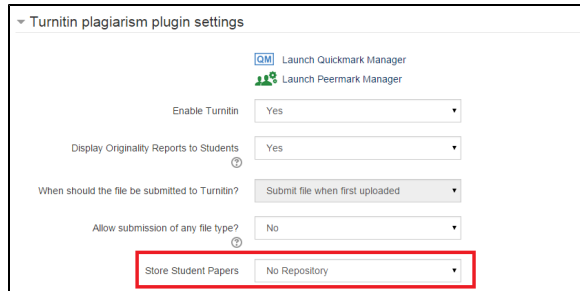 Turnitin plagiarism plugin settings
QM Launch Quickmark Manager
Launch Peermark Manager
Enable Turnitin Yes
Display Originality Reports to Students Yes
?
When should the file be submitted to Turnitin? Submit file when first uploaded
Allow submission of any file type? No
?
Store Student Papers No Repository